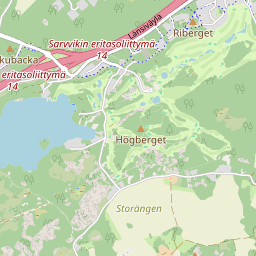 Länsiväylä
Riberget
Sarvvikin eritasoliittymä
14
kubacka
eritasoliittymä
14
Högberget
Storängen